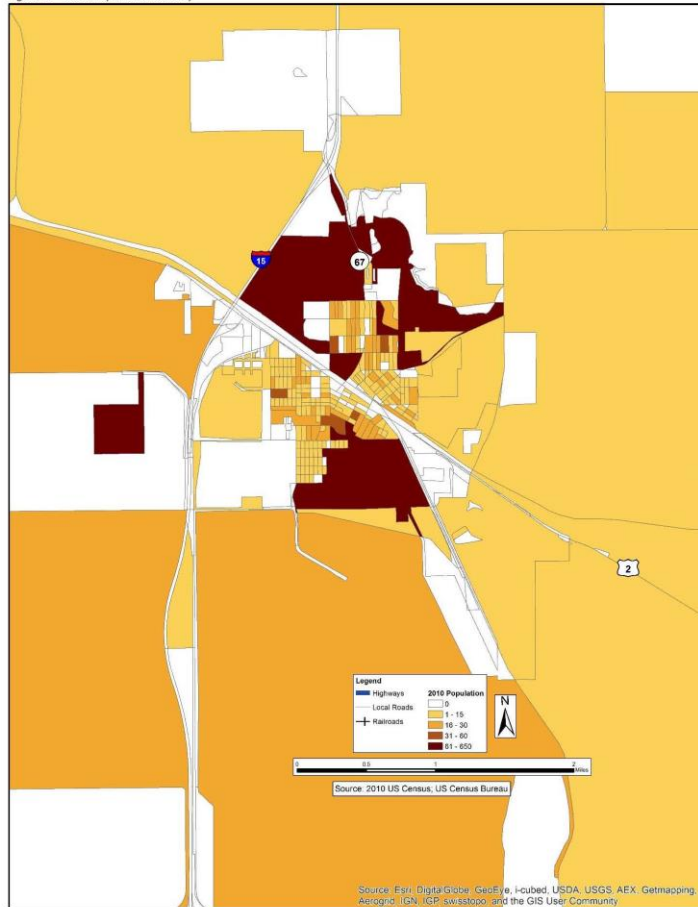 15
67
2
Legend
Highways
Local Roads
Railroads
2010 Population
0
1 - 15
16 - 30
31 - 60
61 - 650
N
0 0.5 1 2
Miles
Source: 2010 US Census; US Census Bureau
Source: Esri, DigitalGlobe, GeoEye, i-cubed, USDA, USGS, AEX, Getmapping,
Aerogrid, IGN, IGP, swisstopo, and the GIS User Community